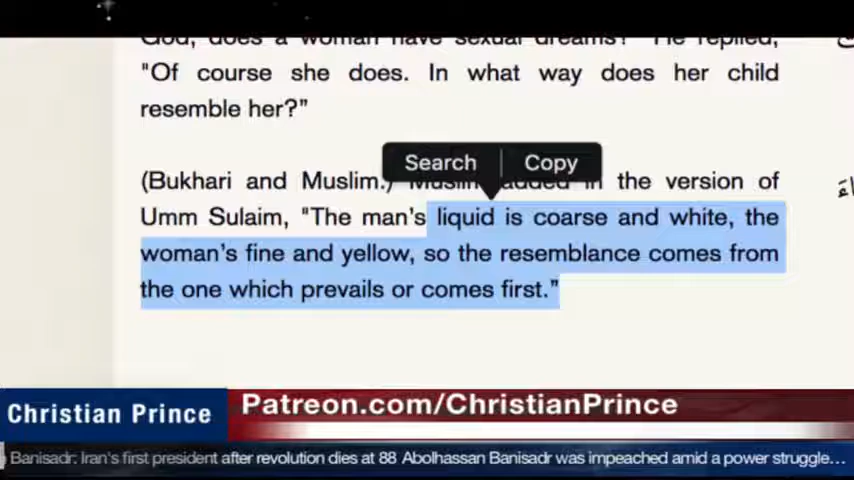 God, does a woman have sexual dreams?" He replied,
"Of course she does. In what way does her child
resemble her?"
Search Copy
(Bukhari and Muslim.) Muslim added in the version of
Umm Sulaim, "The man's liquid is coarse and white, the
woman's fine and yellow, so the resemblance comes from
the one which prevails or comes first."
Christian Prince
Patreon.com/ChristianPrince
Banisadr: Iran's first president after revolution dies at 88 Abolhassan Banisadr was impeached amid a power struggle...